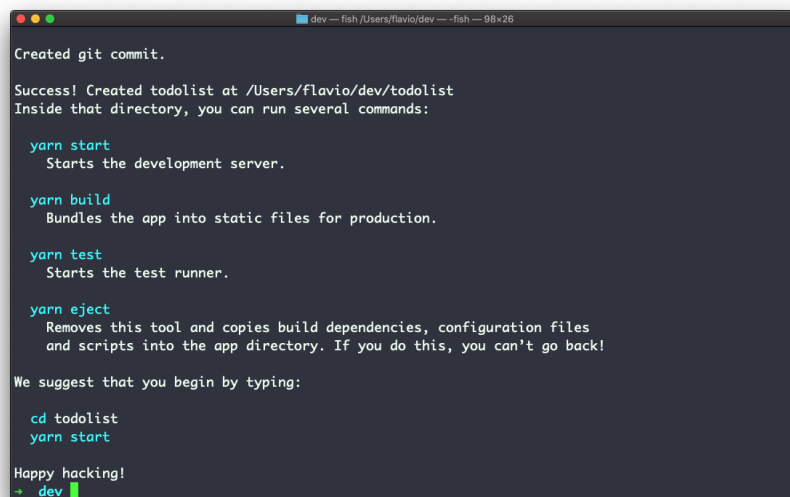 dev — fish /Users/flavio/dev — -fish — 98×26
Created git commit.
Success! Created todolist at /Users/flavio/dev/todolist
Inside that directory, you can run several commands:
yarn start
Starts the development server.
yarn build
Bundles the app into static files for production.
yarn test
Starts the test runner.
yarn eject
Removes this tool and copies build dependencies, configuration files
and scripts into the app directory. If you do this, you can’t go back!
We suggest that you begin by typing:
cd todolist
yarn start
Happy hacking!
→ dev